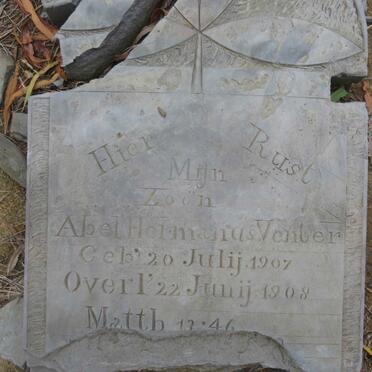 Hier Rust
Mijn
Zoon
Abel Hermanus Venter
Geb' 20 Julij 1907
Overl' 22 Junij 1908
Matth 13:46